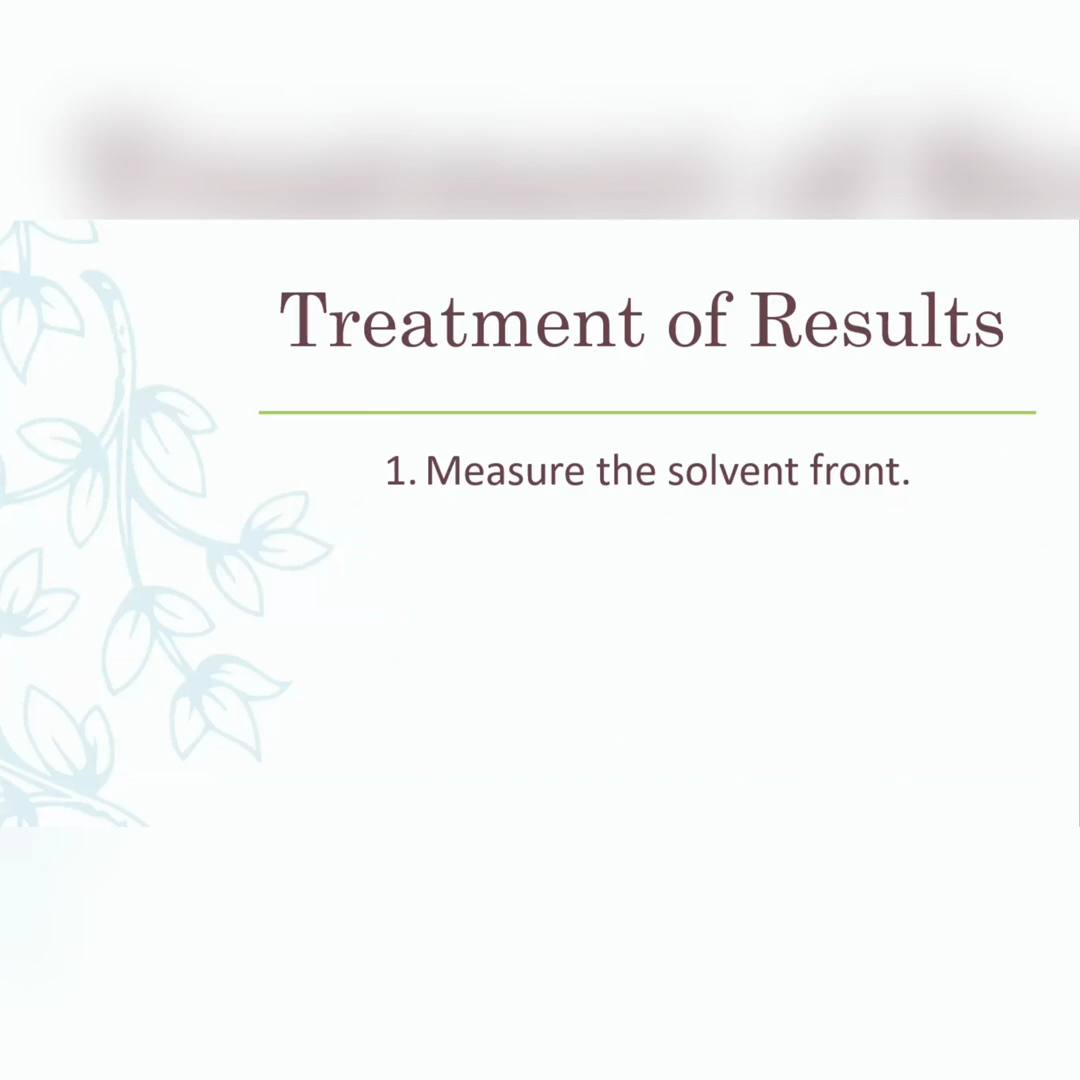 Treatment of Results
1. Measure the solvent front.